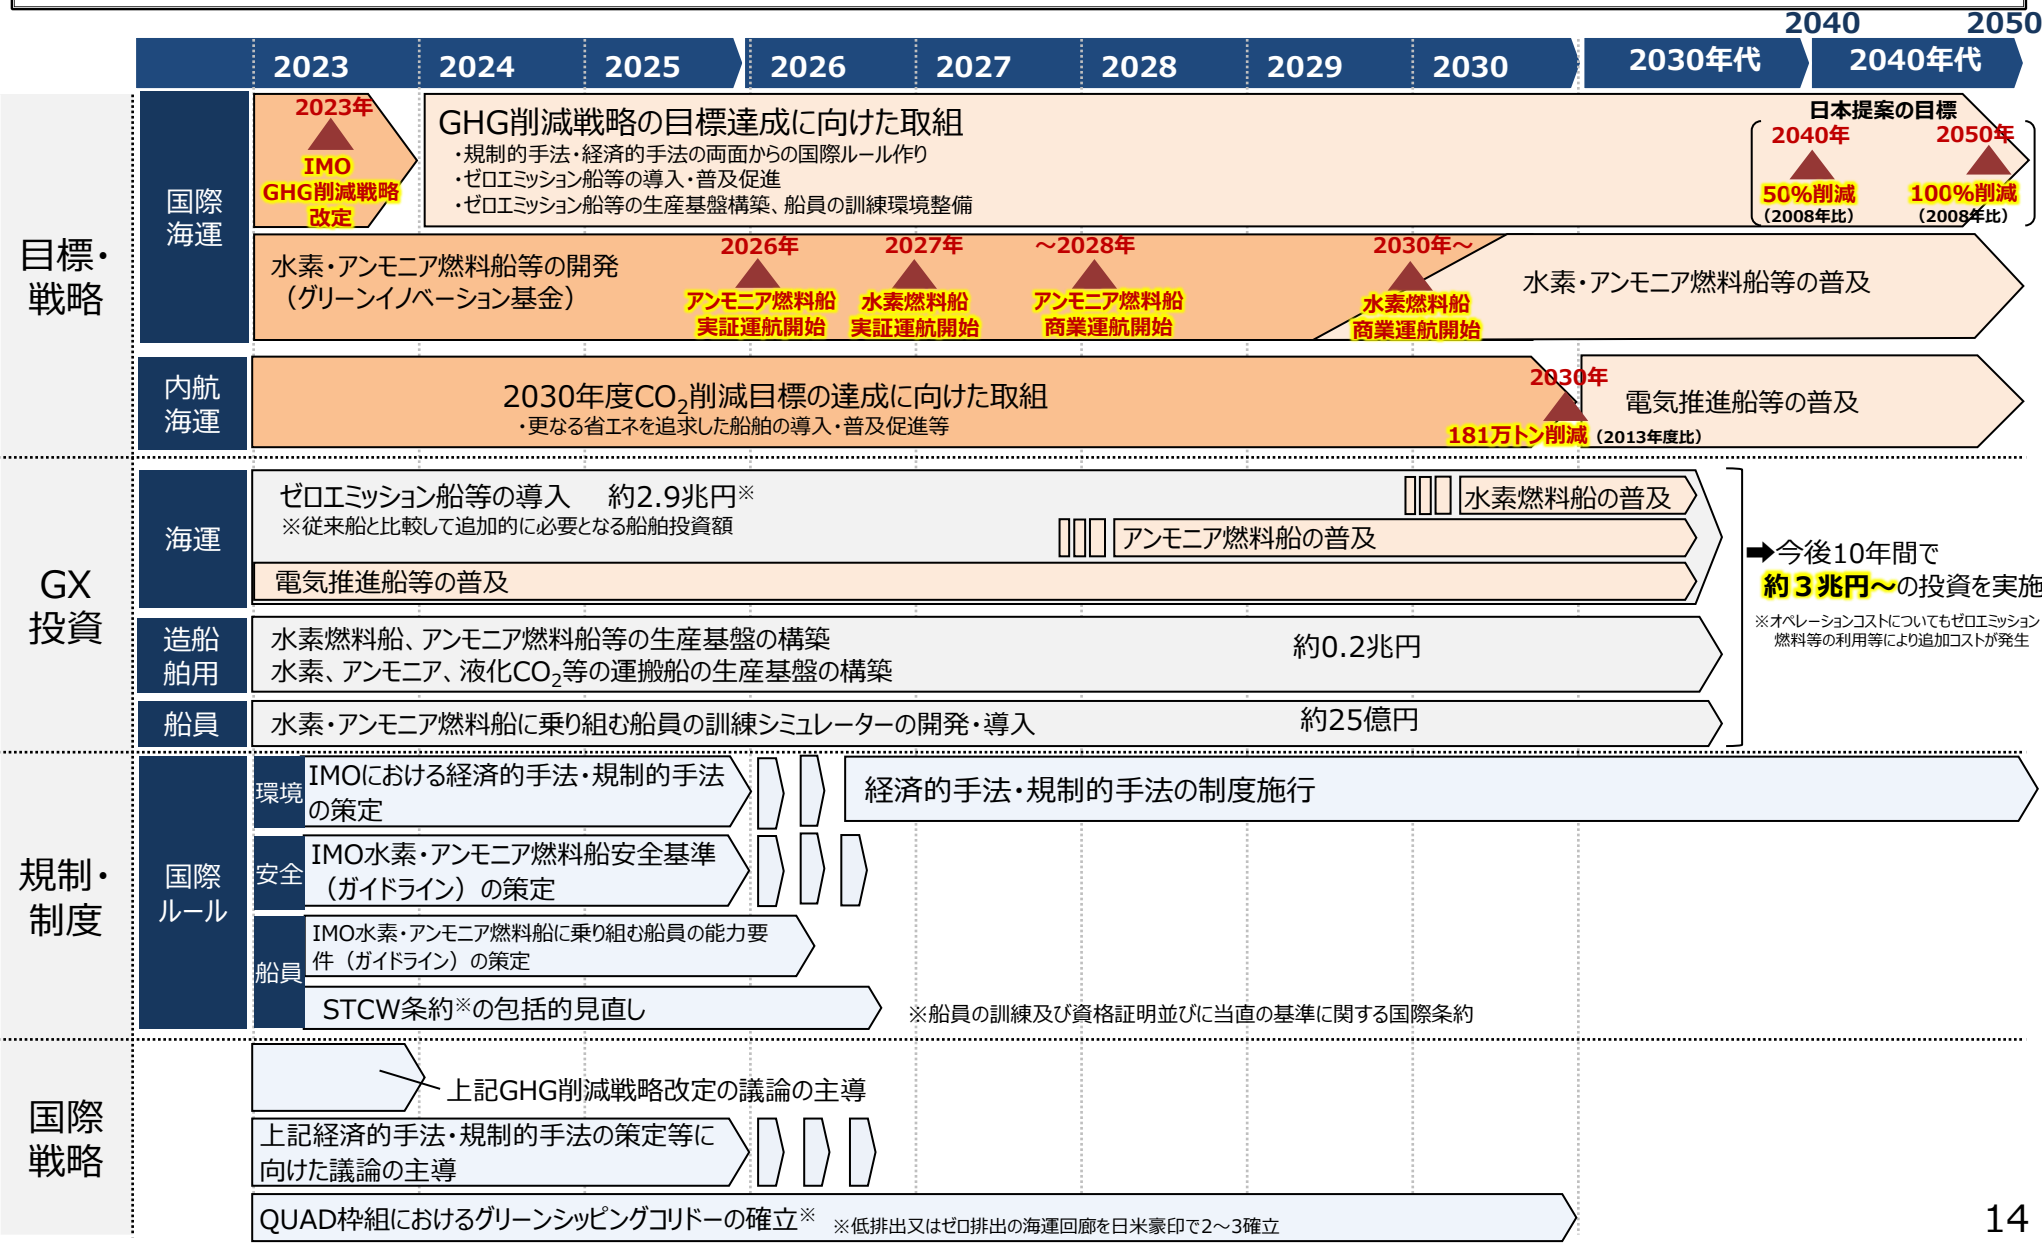 2040 2050
2023 2024 2025 2026 2027 2028 2029 2030 2030年代 2040年代
目標・
戦略
国際
海運
2023年
IMO
GHG削減戦略
改定
GHG削減戦略の目標達成に向けた取組
・規制的手法・経済的手法の両面からの国際ルール作り
・ゼロエミッション船等の導入・普及促進
・ゼロエミッション船等の生産基盤構築、船員の訓練環境整備
日本提案の目標
2040年
50%削減
(2008年比)
2050年
100%削減
(2008年比)
水素・アンモニア燃料船等の開発
(グリーンイノベーション基金)
2026年
アンモニア燃料船
実証運航開始
2027年
水素燃料船
実証運航開始
～2028年
アンモニア燃料船
商業運航開始
2030年～
水素燃料船
商業運航開始
水素・アンモニア燃料船等の普及
内航
海運
2030年度CO₂削減目標の達成に向けた取組
・更なる省エネを追求した船舶の導入・普及促進等
2030年
181万トン削減 (2013年度比)
電気推進船等の普及
GX
投資
海運
ゼロエミッション船等の導入 約2.9兆円※
※従来船と比較して追加的に必要となる船舶投資額
水素燃料船の普及
アンモニア燃料船の普及
電気推進船等の普及
造船
舶用
水素燃料船、アンモニア燃料船等の生産基盤の構築
水素、アンモニア、液化CO₂等の運搬船の生産基盤の構築
約0.2兆円
船員
水素・アンモニア燃料船に乗り組む船員の訓練シミュレーターの開発・導入
約25億円
➡今後10年間で
約３兆円～の投資を実施
※オペレーションコストについてもゼロエミッション
燃料等の利用等により追加コストが発生
規制・
制度
国際
ルール
環境
IMOにおける経済的手法・規制的手法
の策定
経済的手法・規制的手法の制度施行
安全
IMO水素・アンモニア燃料船安全基準
(ガイドライン) の策定
船員
IMO水素・アンモニア燃料船に乗り組む船員の能力要
件 (ガイドライン) の策定
STCW条約※の包括的見直し
※船員の訓練及び資格証明並びに当直の基準に関する国際条約
国際
戦略
上記GHG削減戦略改定の議論の主導
上記経済的手法・規制的手法の策定等に
向けた議論の主導
QUAD枠組におけるグリーンシッピングコリドーの確立※ ※低排出又はゼロ排出の海運回廊を日米豪印で2～3確立
14